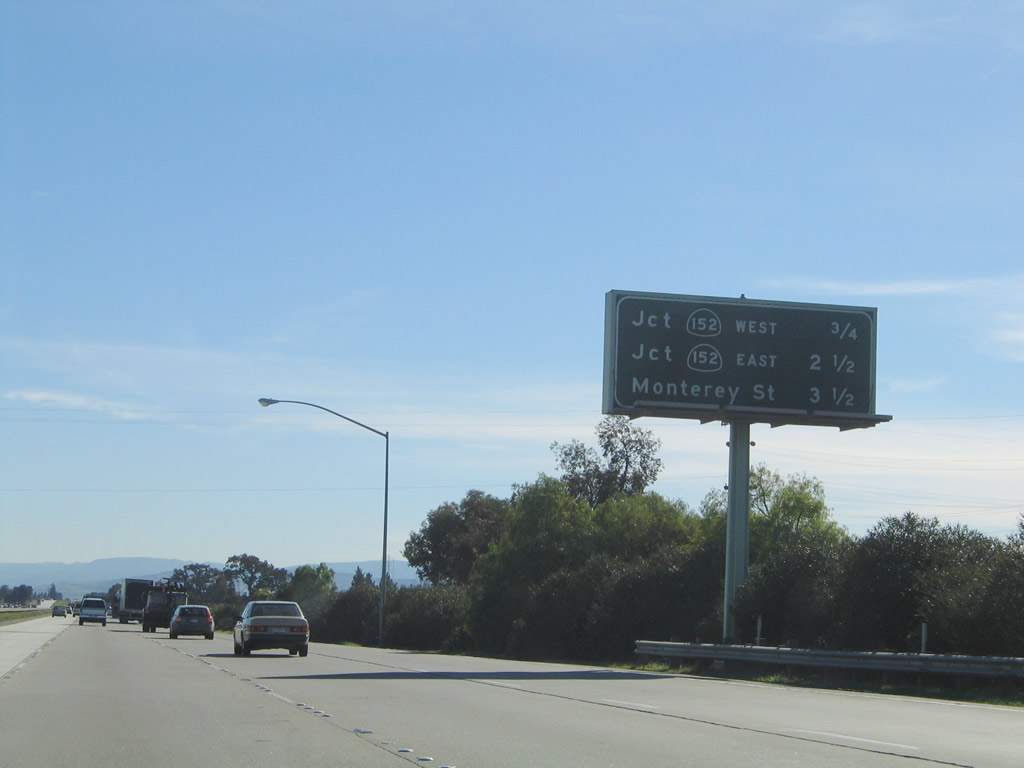 Jct 152 WEST 3/4
Jct 152 EAST 2 1/2
Monterey St 3 1/2